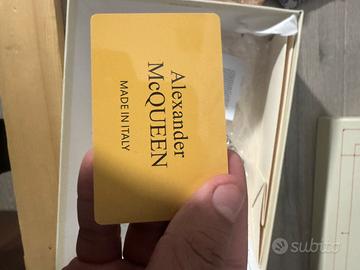 Alexander
McQUEEN
MADE IN ITALY
subito